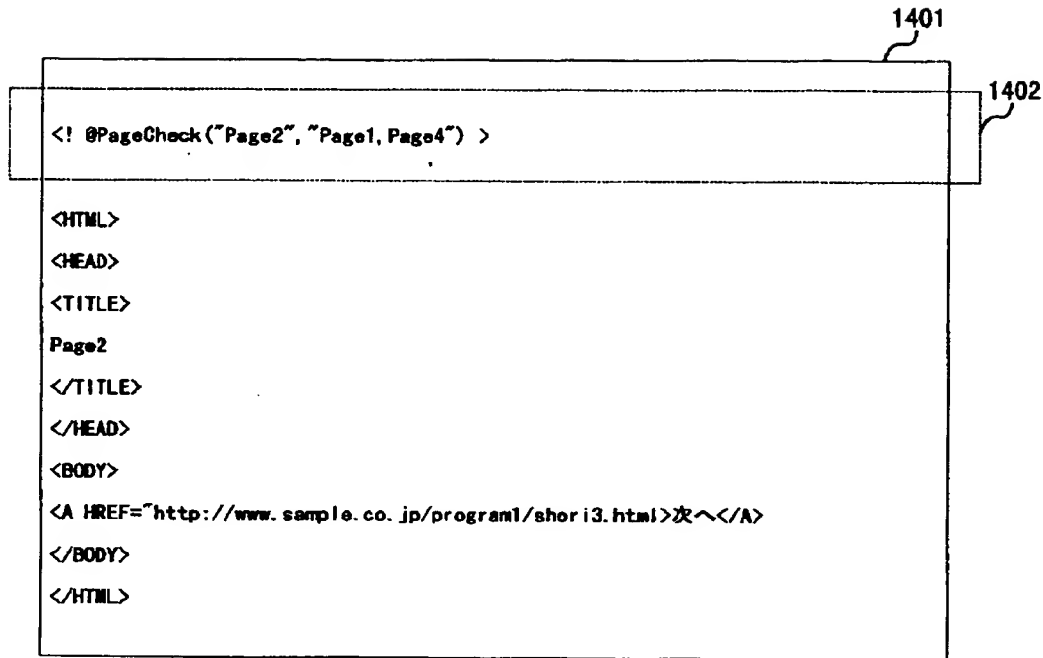 1401
1402
<! @PageCheck("Page2", "Page1, Page4") >
<HTML>
<HEAD>
<TITLE>
Page2
</TITLE>
</HEAD>
<BODY>
<A HREF="http://www.sample.co.jp/program1/shori3.html>次へ</A>
</BODY>
</HTML>